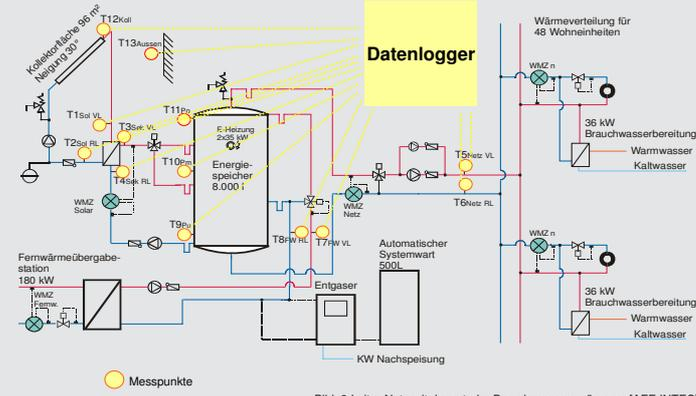 T12Koll
Kollektorfläche 96 m²
Neigung 30°
T13Aussen
Datenlogger
Wärmeverteilung für
48 Wohneinheiten
WMZ n
T1Sol VL
T3Sek VL
T11Po
T2Sol RL
T4Sek RL
T10Pm
2x35 kW
Energie-
speicher
8.000 l
36 kW
Brauchwasserbereitung
Warmwasser
Kaltwasser
T5Netz VL
T6Netz RL
WMZ
Solar
WMZ
Netz
T9Pu
T8FW RL
T7FW VL
WMZ n
Fernwärmeübergabe-
station
180 kW
WMZ
Fernw.
Automatischer
Systemwart
500L
Entgaser
36 kW
Brauchwasserbereitung
Warmwasser
Kaltwasser
KW Nachspeisung
Messpunkte